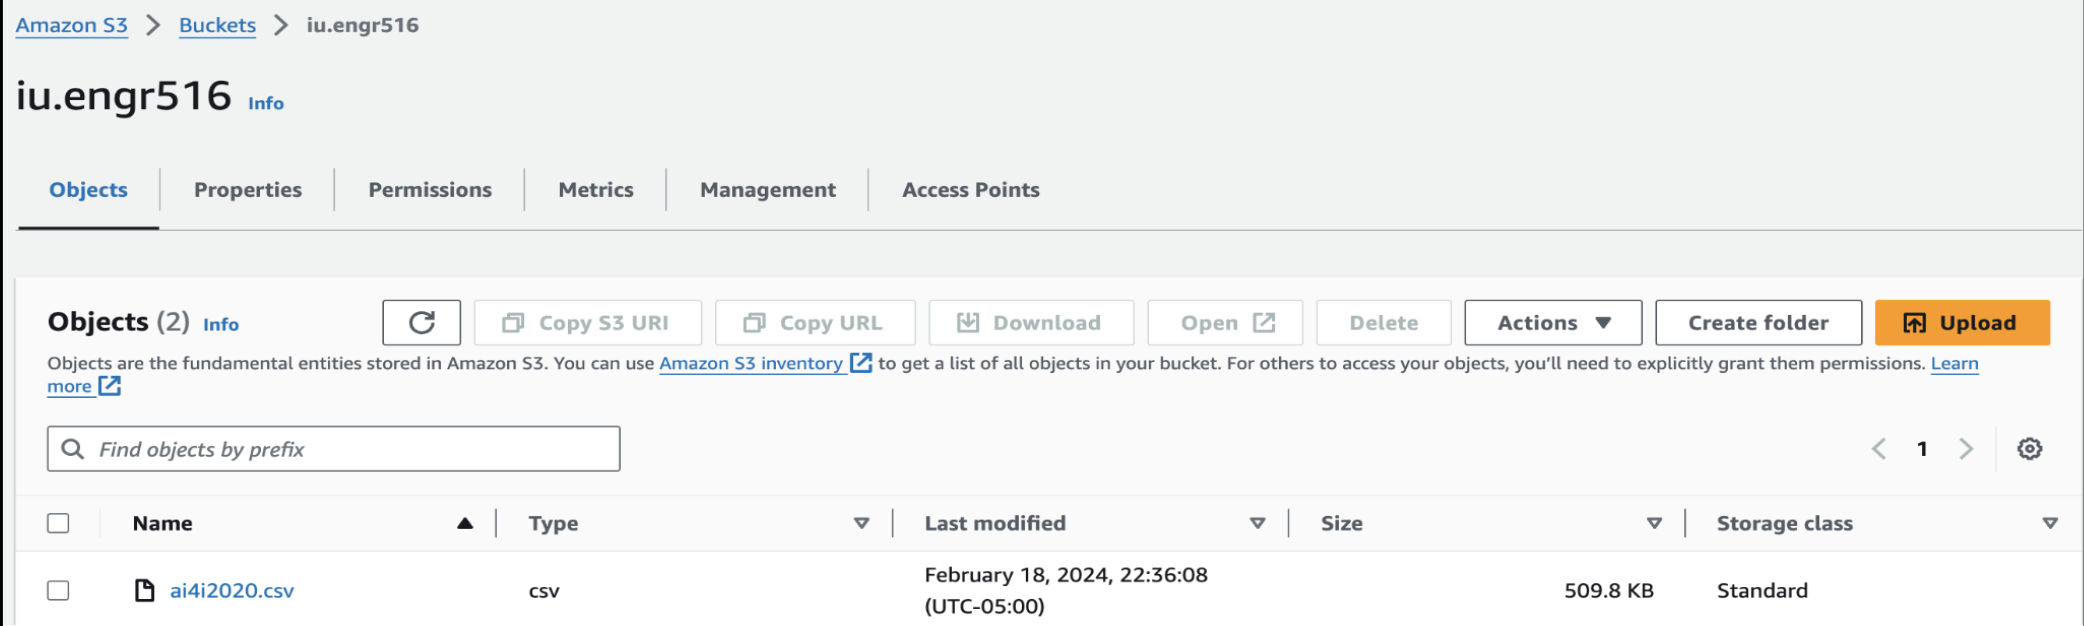 Amazon S3 > Buckets > iu.engr516
iu.engr516 Info
Objects Properties Permissions Metrics Management Access Points
Objects (2) Info Copy S3 URI Copy URL Download Open Delete Actions Create folder Upload
Objects are the fundamental entities stored in Amazon S3. You can use Amazon S3 inventory to get a list of all objects in your bucket. For others to access your objects, you'll need to explicitly grant them permissions. Learn
more
Find objects by prefix 1
Name Type Last modified Size Storage class
ai4i2020.csv csv February 18, 2024, 22:36:08 509.8 KB Standard
(UTC-05:00)